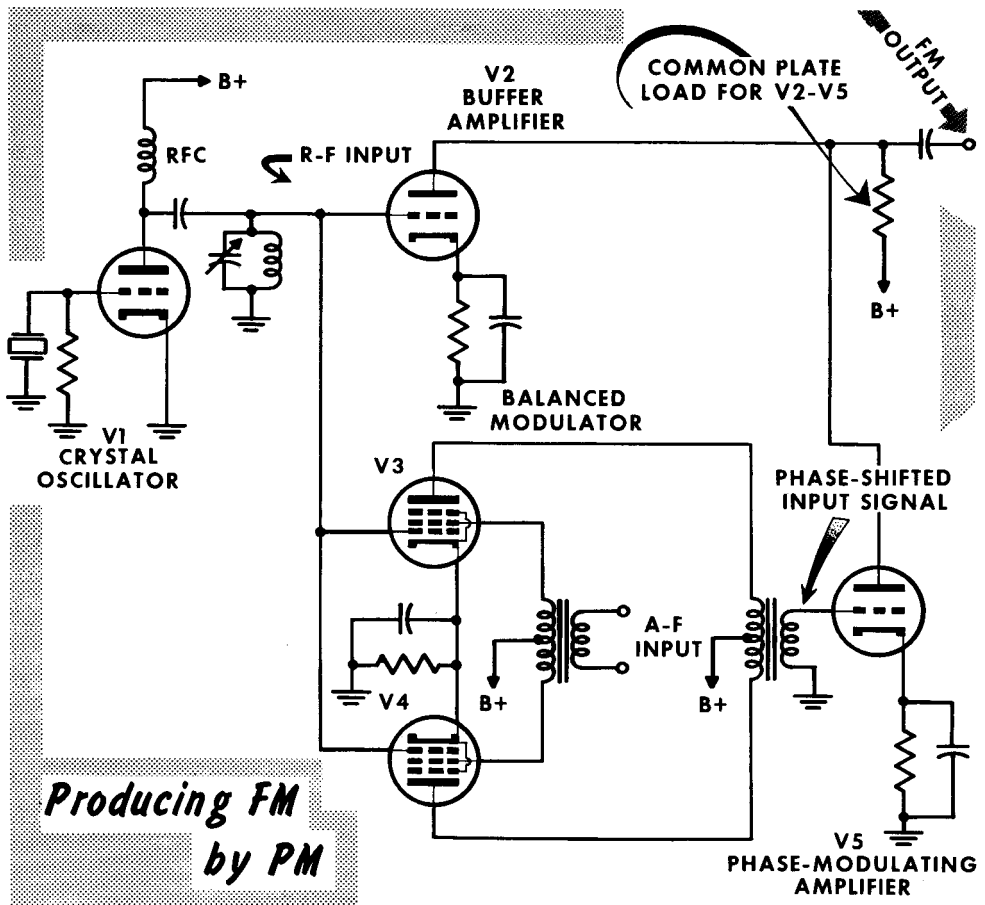 B+
RFC
R-F INPUT
V2
BUFFER
AMPLIFIER
COMMON PLATE
LOAD FOR V2-V5
FM
OUTPUT
B+
V1
CRYSTAL
OSCILLATOR
BALANCED
MODULATOR
V3
PHASE-SHIFTED
INPUT SIGNAL
A-F
INPUT
V4
B+
B+
Producing FM
by PM
V5
PHASE-MODULATING
AMPLIFIER